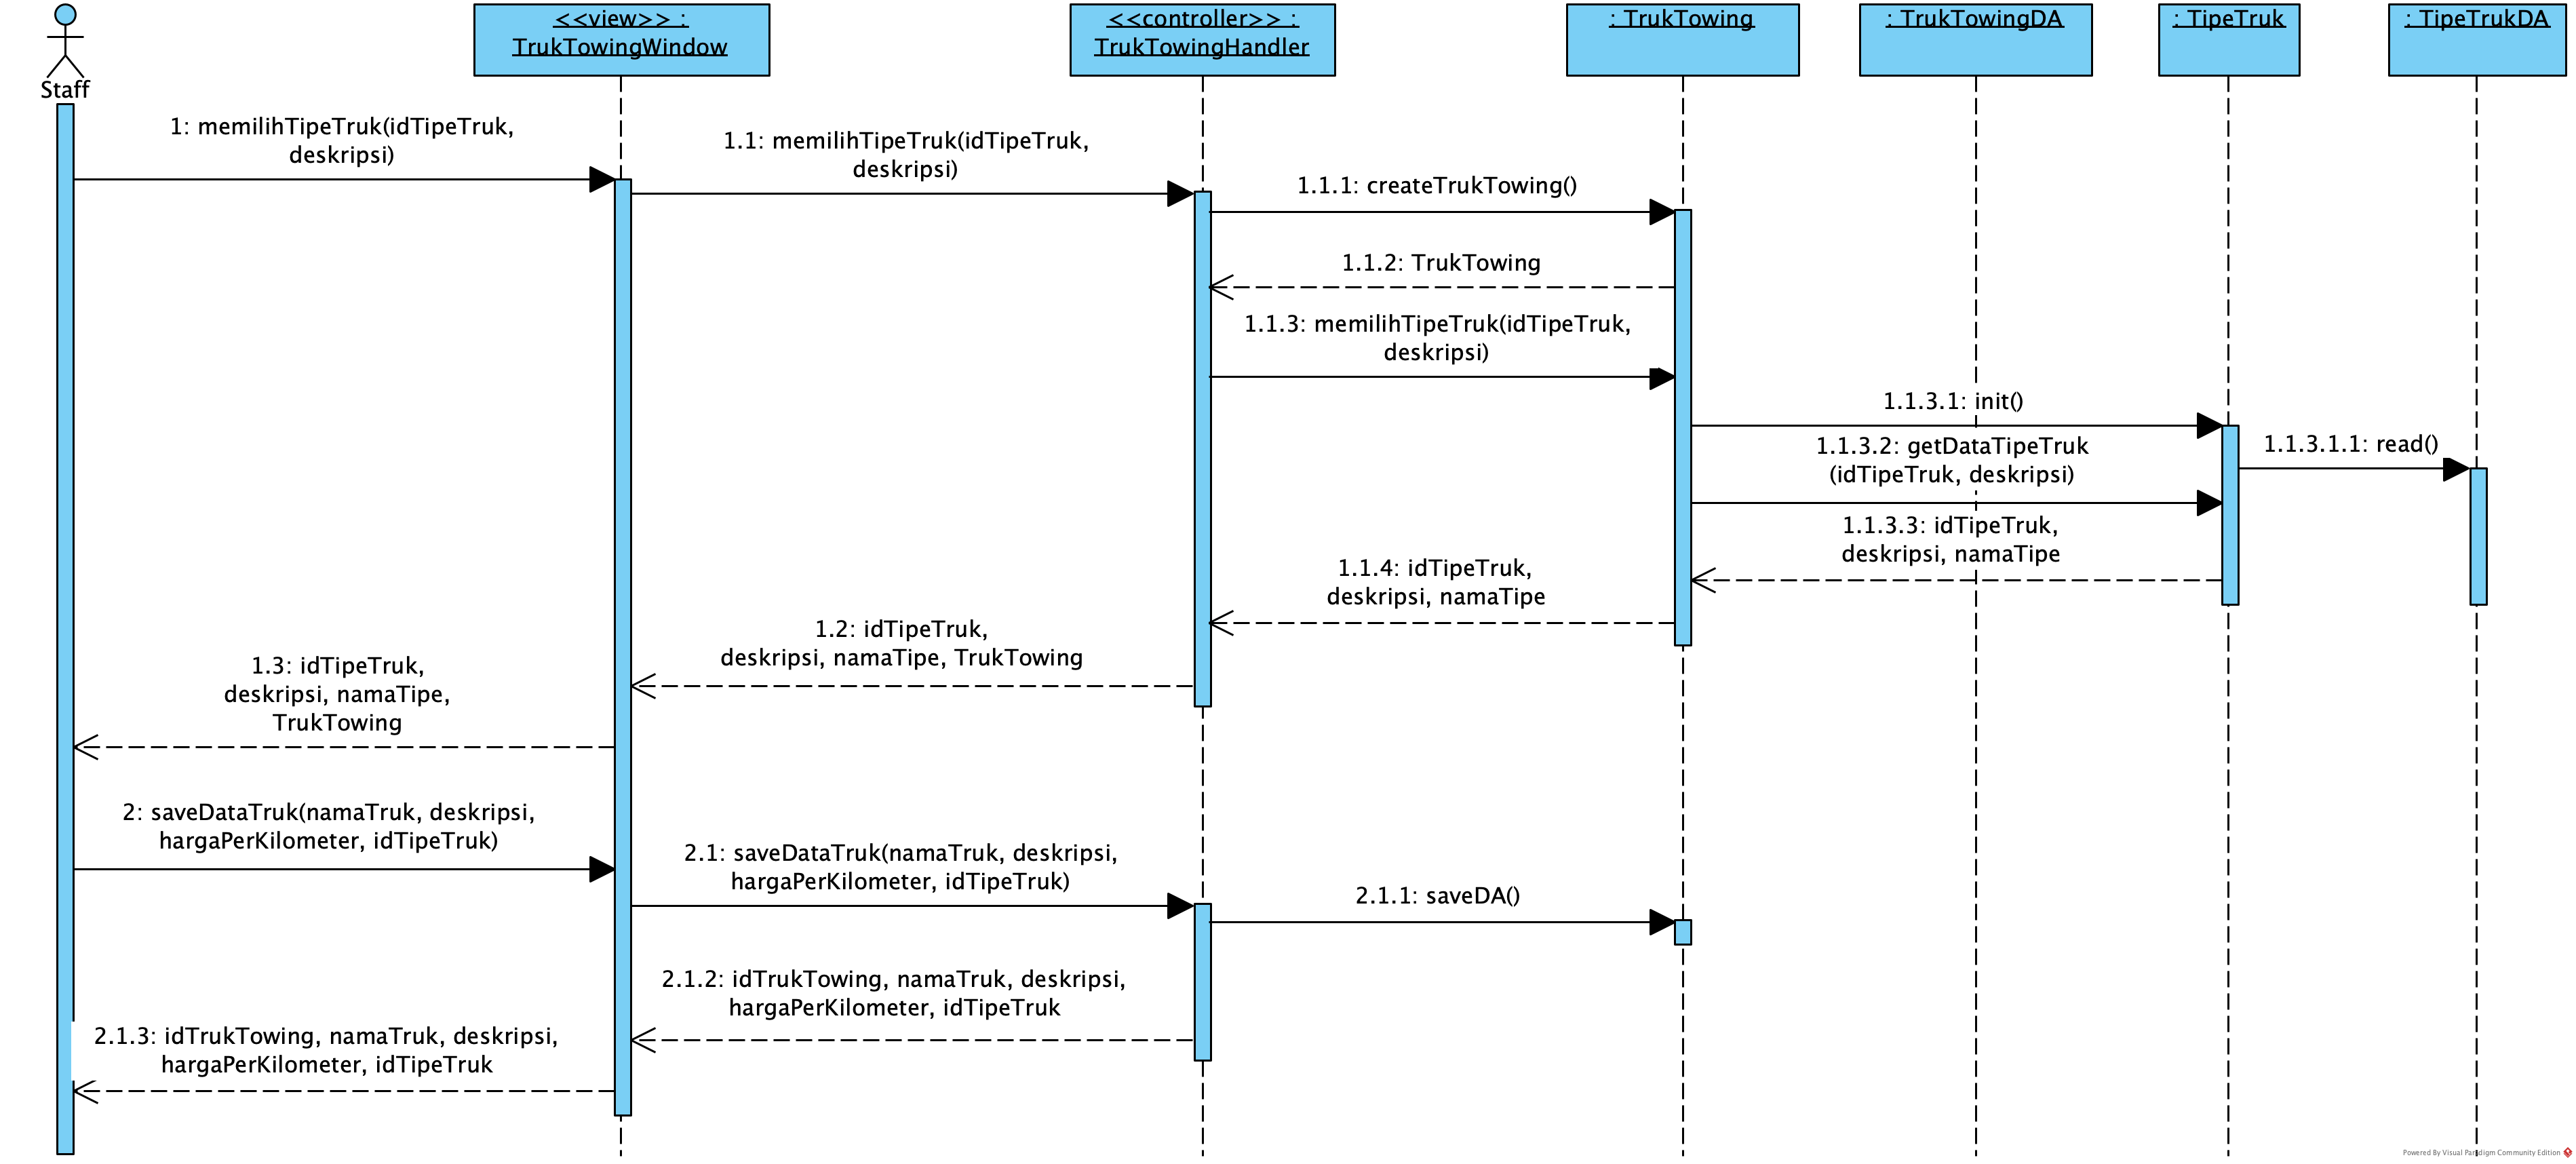 <<view>> :
TrukTowingWindow
<<controller>> :
TrukTowingHandler
: TrukTowing
: TrukTowingDA
: TipeTruk
: TipeTrukDA
Staff
1: memilihTipeTruk(idTipeTruk,
deskripsi)
1.1: memilihTipeTruk(idTipeTruk,
deskripsi)
1.1.1: createTrukTowing()
1.1.2: TrukTowing
1.1.3: memilihTipeTruk(idTipeTruk,
deskripsi)
1.1.3.1: init()
1.1.3.1.1: read()
1.1.3.2: getDataTipeTruk
(idTipeTruk, deskripsi)
1.1.3.3: idTipeTruk,
deskripsi, namaTipe
1.1.4: idTipeTruk,
deskripsi, namaTipe
1.2: idTipeTruk,
deskripsi, namaTipe, TrukTowing
1.3: idTipeTruk,
deskripsi, namaTipe,
TrukTowing
2: saveDataTruk(namaTruk, deskripsi,
hargaPerKilometer, idTipeTruk)
2.1: saveDataTruk(namaTruk, deskripsi,
hargaPerKilometer, idTipeTruk)
2.1.1: saveDA()
2.1.2: idTrukTowing, namaTruk, deskripsi,
hargaPerKilometer, idTipeTruk
2.1.3: idTrukTowing, namaTruk, deskripsi,
hargaPerKilometer, idTipeTruk
Powered By Visual Paradigm Community Edition